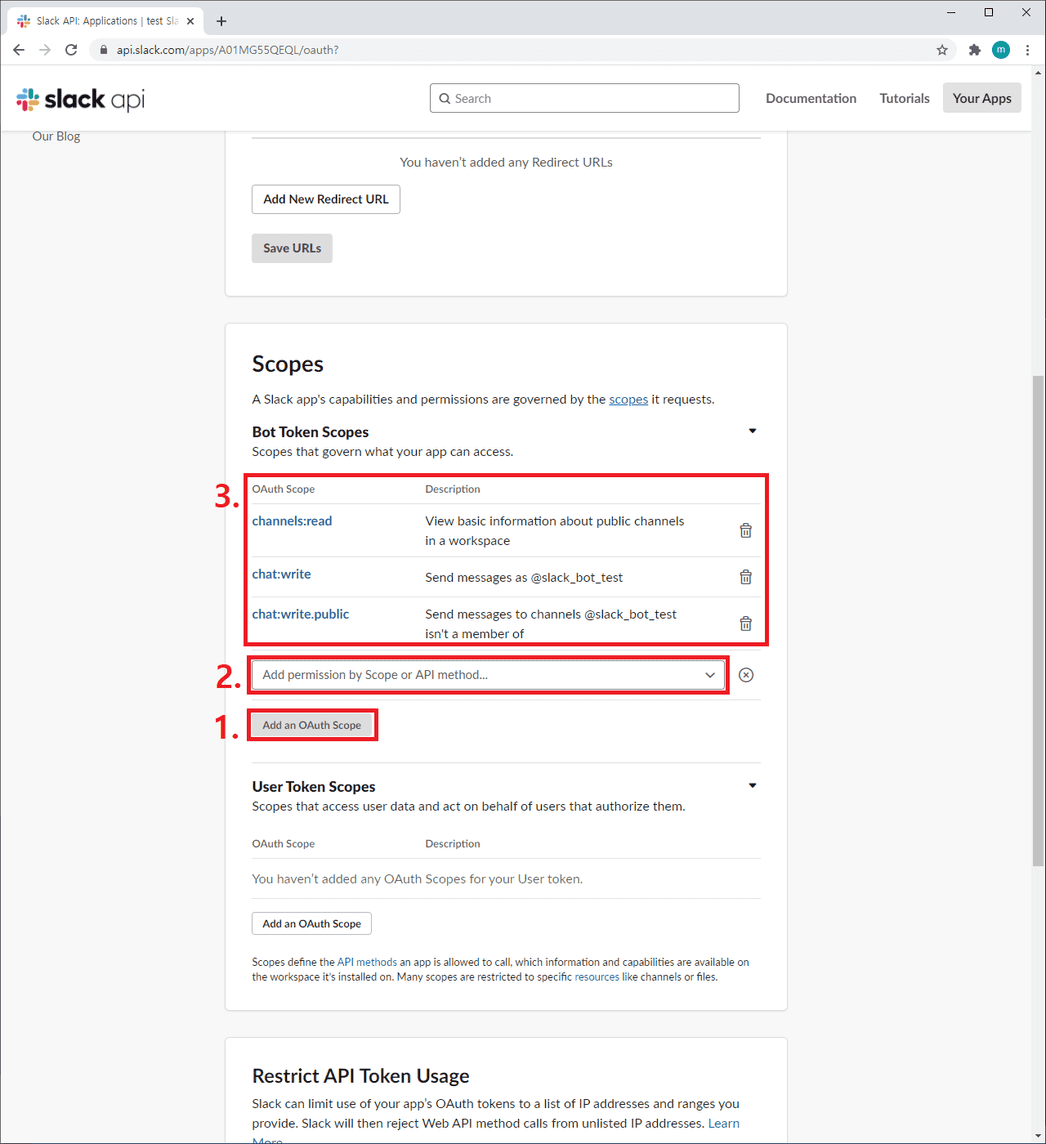 Slack API: Applications | test Sla
api.slack.com/apps/A01MG55QEQL/oauth?
m
slack api
Search
Documentation
Tutorials
Your Apps
Our Blog
You haven't added any Redirect URLs
Add New Redirect URL
Save URLs
Scopes
A Slack app's capabilities and permissions are governed by the scopes it requests.
Bot Token Scopes
Scopes that govern what your app can access.
3.
OAuth Scope Description
channels:read View basic information about public channels
in a workspace
chat:write Send messages as @slack_bot_test
chat:write.public Send messages to channels @slack_bot_test
isn't a member of
2. Add permission by Scope or API method...
1. Add an OAuth Scope
User Token Scopes
Scopes that access user data and act on behalf of users that authorize them.
OAuth Scope Description
You haven't added any OAuth Scopes for your User token.
Add an OAuth Scope
Scopes define the API methods an app is allowed to call, which information and capabilities are available on
the workspace it's installed on. Many scopes are restricted to specific resources like channels or files.
Restrict API Token Usage
Slack can limit use of your app's OAuth tokens to a list of IP addresses and ranges you
provide. Slack will then reject Web API method calls from unlisted IP addresses. Learn
More